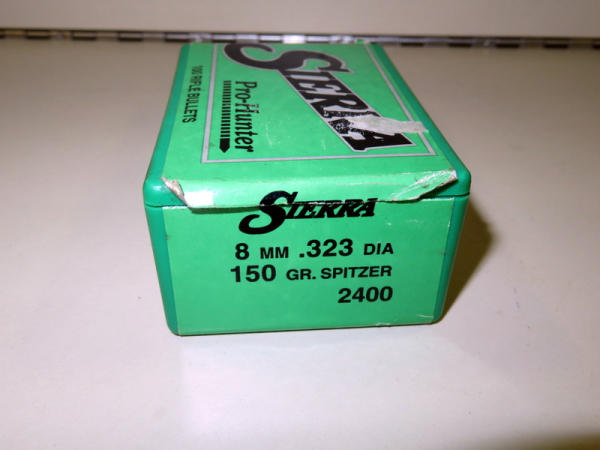 SIERRA
Pro-Hunter
100 RIFLE BULLETS
SIERRA
8 MM .323 DIA
150 GR. SPITZER
2400